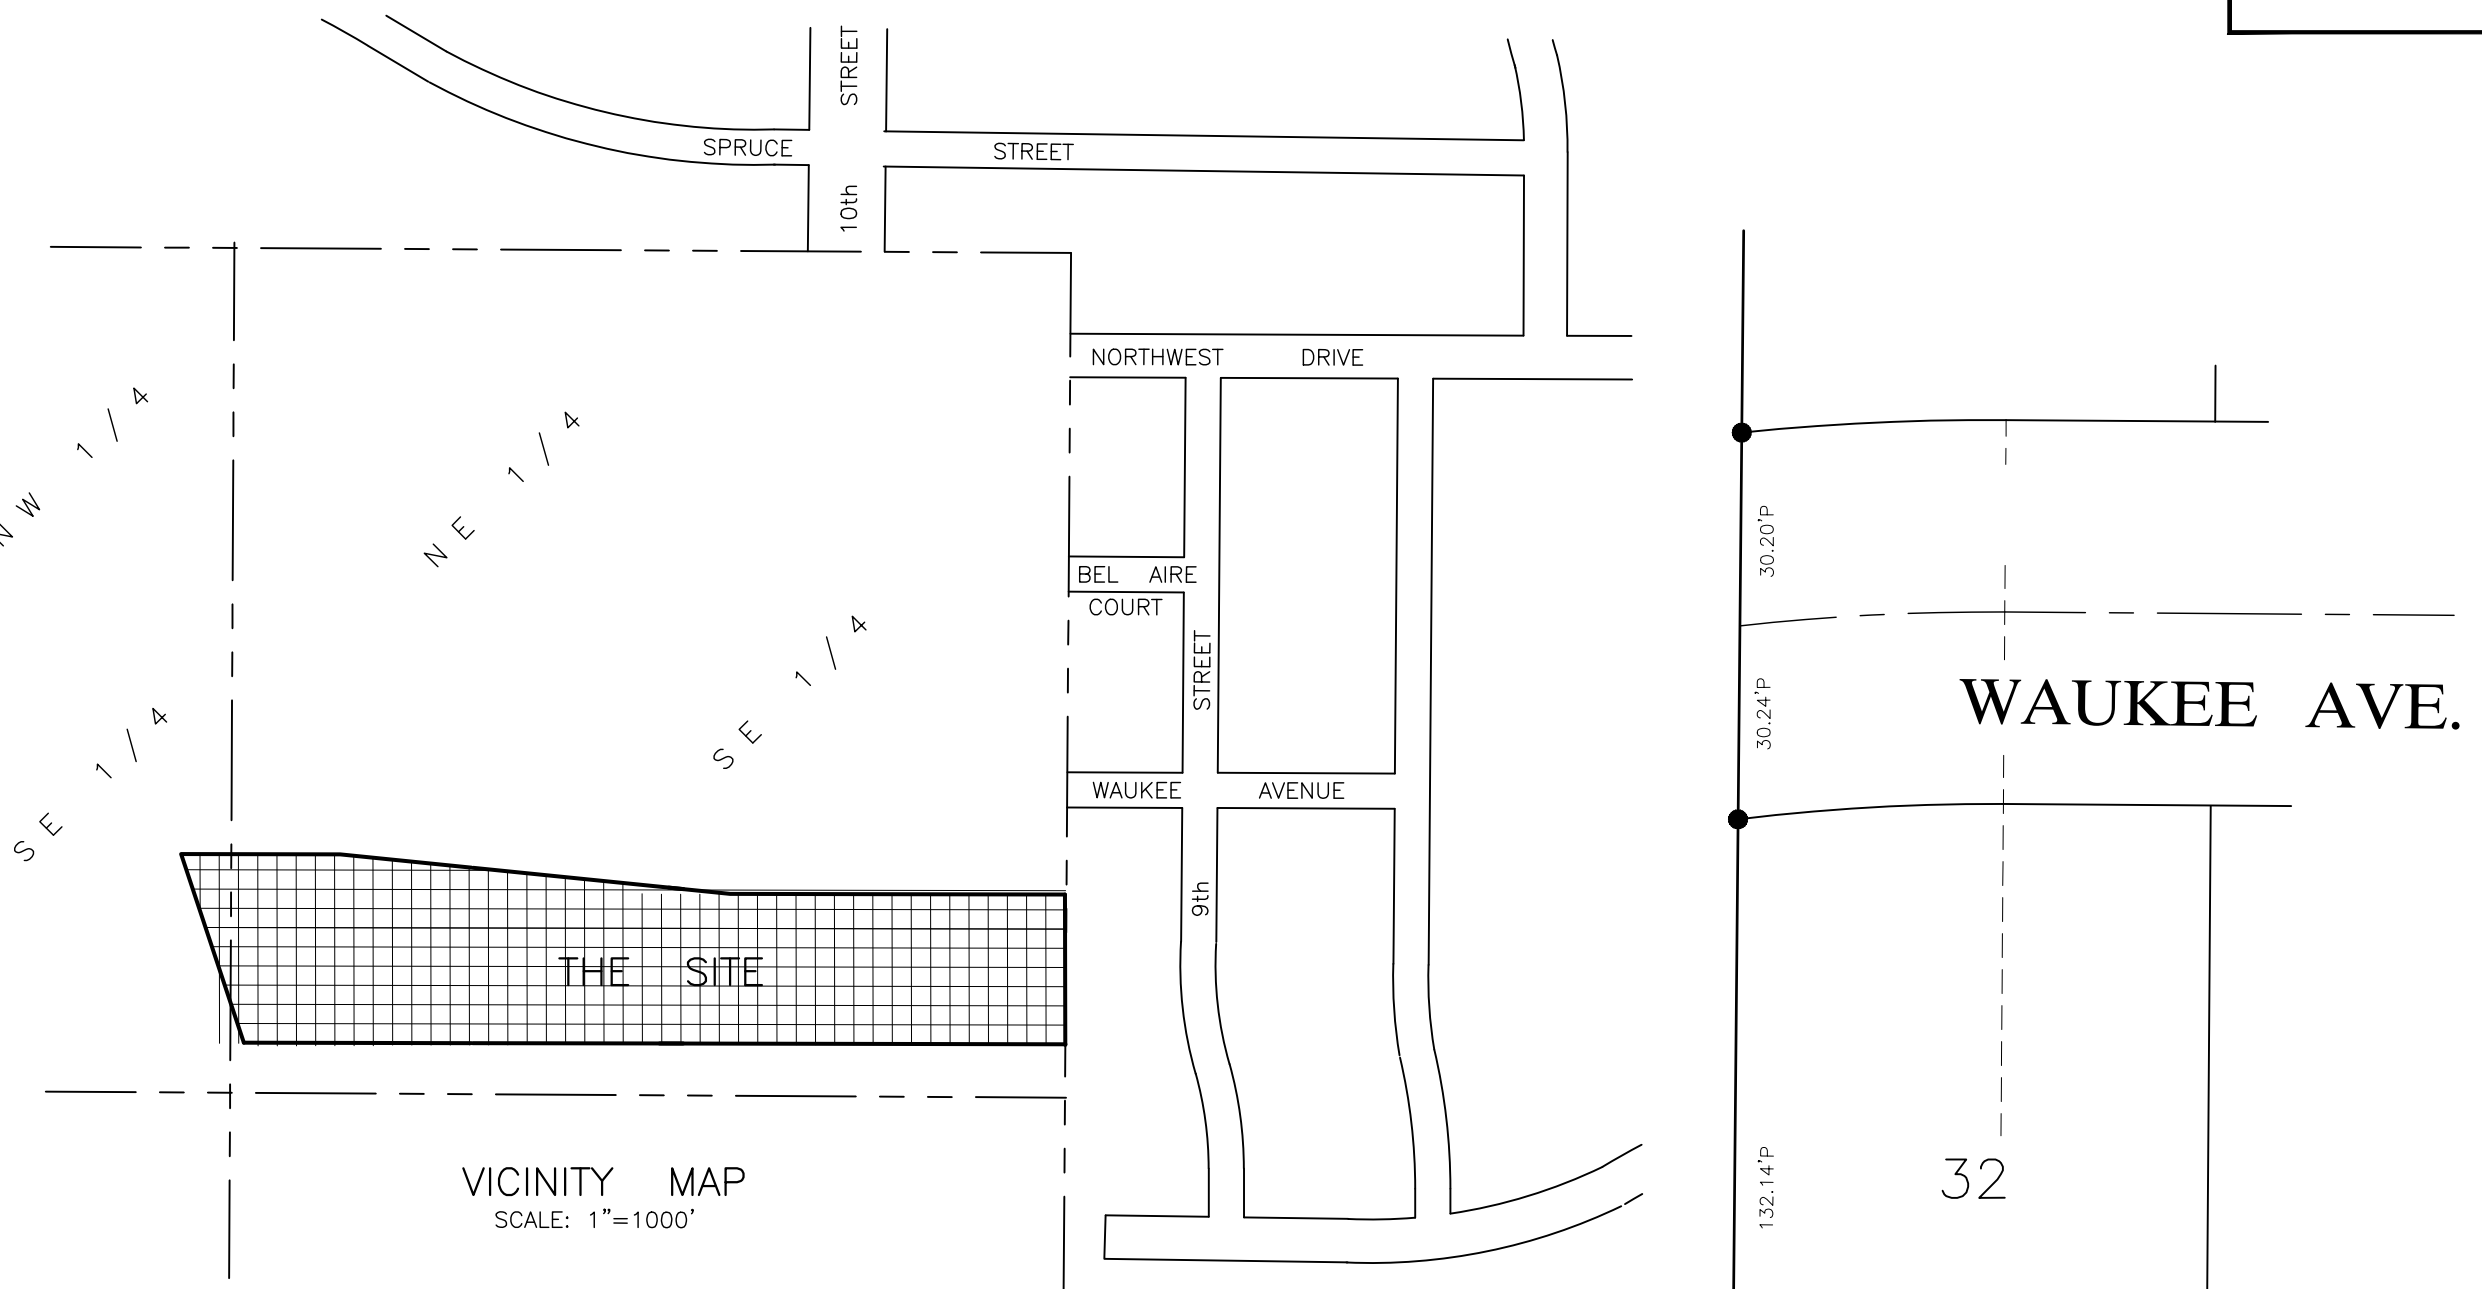 STREET
SPRUCE STREET
10th
NORTHWEST DRIVE
NW 1/4
NE 1/4
30.20'P
BEL AIRE
COURT
STREET
SE 1/4
SE 1/4
30.24'P
WAUKEE AVE.
WAUKEE AVENUE
9th
THE SITE
VICINITY MAP
SCALE: 1"=1000'
132.14'P
32